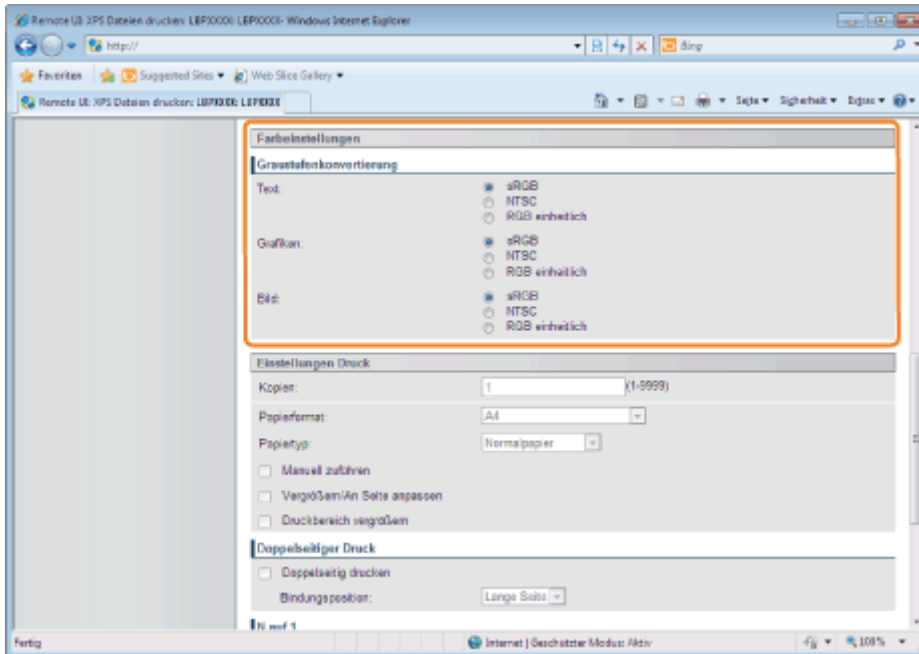 Remote UI: XPS Dateien drucken: LBPXXXX: LBPXXXX - Windows Internet Explorer
http://
Bing
Favoriten Suggested Sites Web Slice Gallery
Remote UI: XPS Dateien drucken: LBPXXXX: LBPXXXX
Seite Sicherheit Extras
Farbeinstellungen
Graustufenkonvertierung
Text: sRGB
NTSC
RGB einheitlich
Grafiken: sRGB
NTSC
RGB einheitlich
Bild: sRGB
NTSC
RGB einheitlich
Einstellungen Druck
Kopien: 1 (1-9999)
Papierformat: A4
Papiertyp: Normalpapier
Manuell zuführen
Vergrößern/An Seite anpassen
Druckbereich vergrößern
Doppelseitiger Druck
Doppelseitig drucken
Bindungsposition: Lange Seite
N auf 1
Fertig Internet | Geschützter Modus: Aktiv 100%